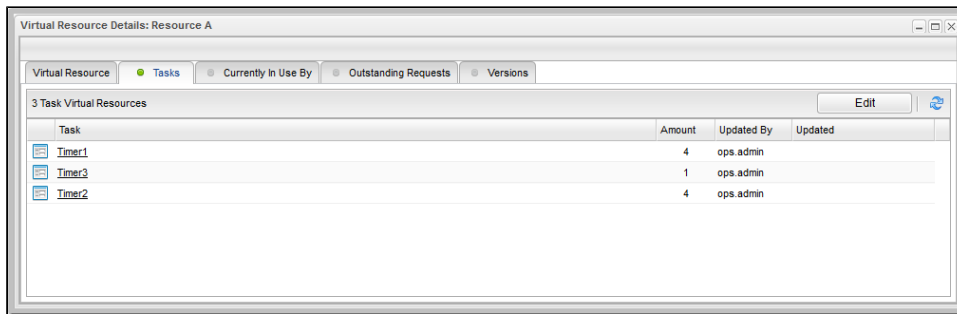 Virtual Resource Details: Resource A
Virtual Resource Tasks Currently In Use By Outstanding Requests Versions
3 Task Virtual Resources Edit
Task Amount Updated By Updated
Timer1 4 ops.admin
Timer3 1 ops.admin
Timer2 4 ops.admin